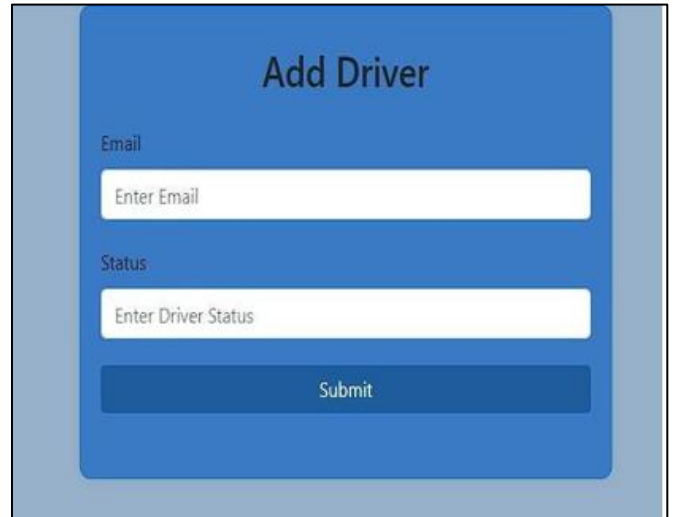 Add Driver
Email
Enter Email
Status
Enter Driver Status
Submit